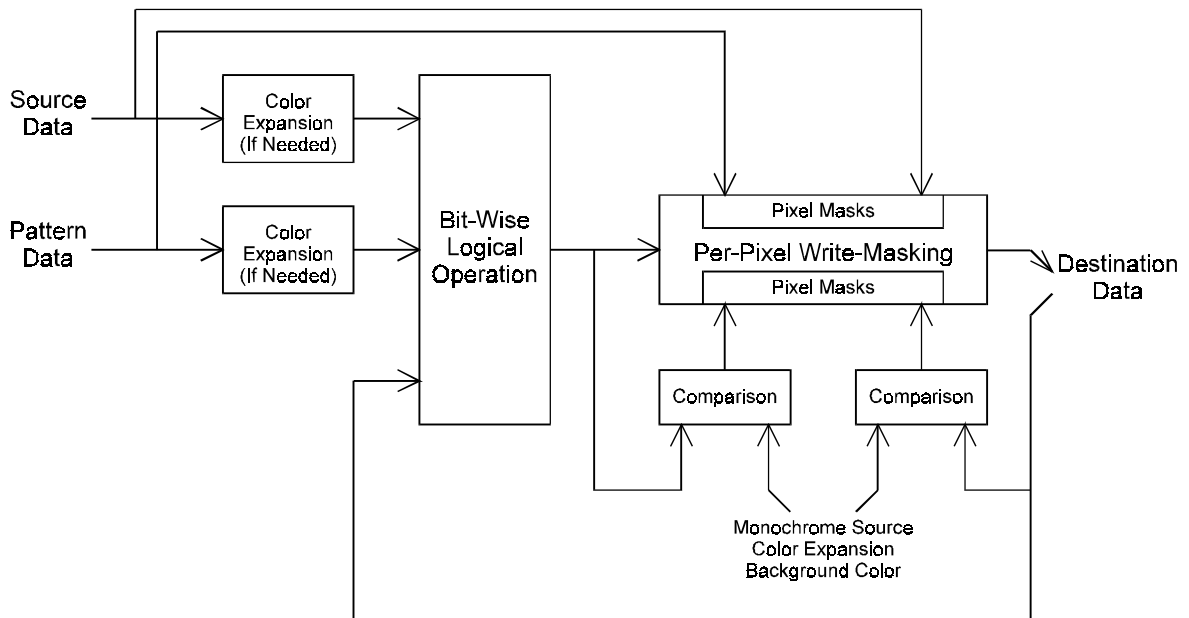 Source
Data
Color
Expansion
(If Needed)
Pattern
Data
Color
Expansion
(If Needed)
Bit-Wise
Logical
Operation
Pixel Masks
Per-Pixel Write-Masking
Pixel Masks
Destination
Data
Comparison
Comparison
Monochrome Source
Color Expansion
Background Color